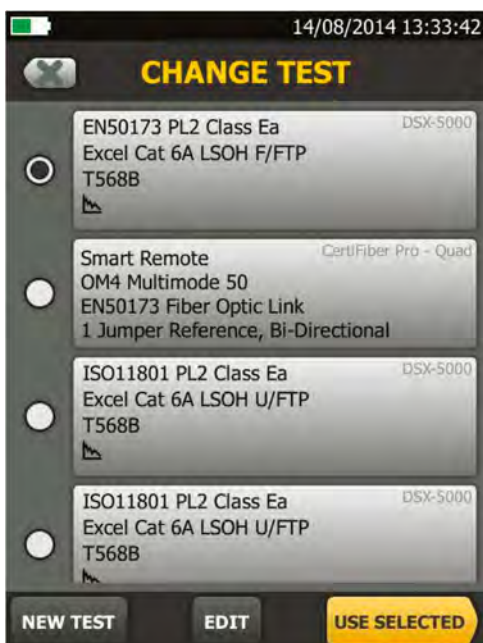 14/08/2014 13:33:42
CHANGE TEST
EN50173 PL2 Class Ea
DSX-5000
Excel Cat 6A LSOH F/FTP
T568B
Smart Remote
CertiFiber Pro - Quad
OM4 Multimode 50
EN50173 Fiber Optic Link
1 Jumper Reference, Bi-Directional
ISO11801 PL2 Class Ea
DSX-5000
Excel Cat 6A LSOH U/FTP
T568B
ISO11801 PL2 Class Ea
DSX-5000
Excel Cat 6A LSOH U/FTP
T568B
NEW TEST
EDIT
USE SELECTED